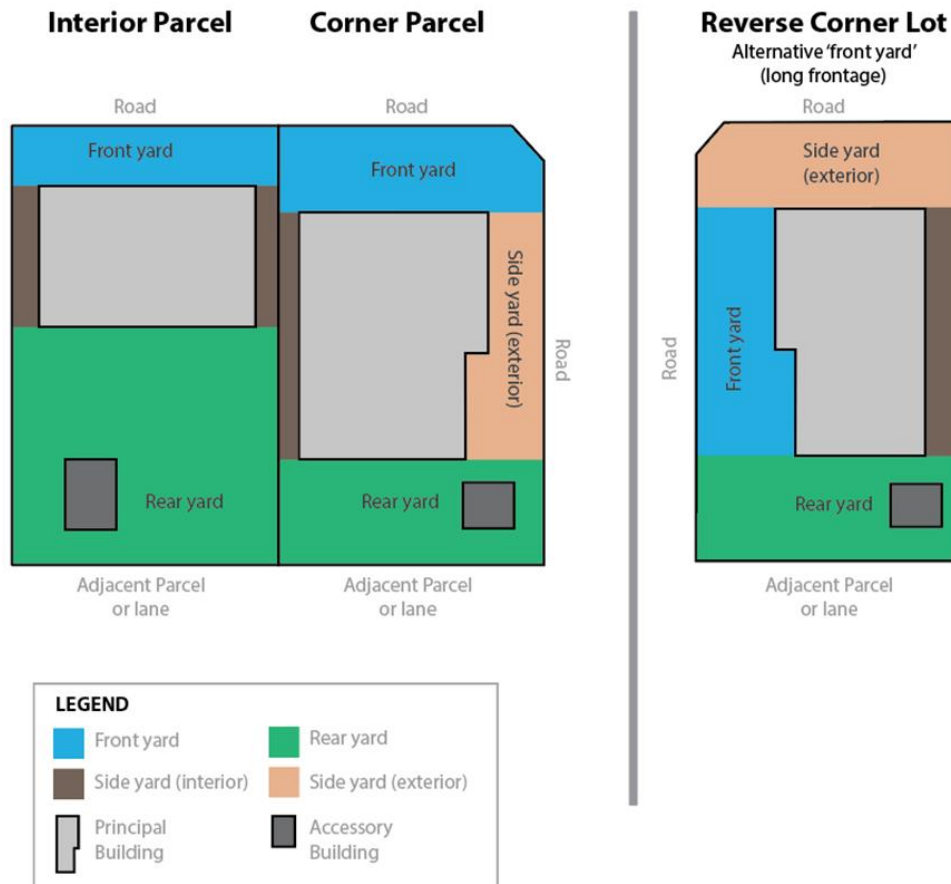 Interior Parcel
Corner Parcel
Reverse Corner Lot
Alternative ‘front yard’
(long frontage)
Road
Road
Road
Front yard
Front yard
Side yard
(exterior)
Side yard (exterior)
Road
Road
Front yard
Rear yard
Rear yard
Rear yard
Adjacent Parcel
or lane
Adjacent Parcel
or lane
Adjacent Parcel
or lane
LEGEND
Front yard
Rear yard
Side yard (interior)
Side yard (exterior)
Principal
Building
Accessory
Building